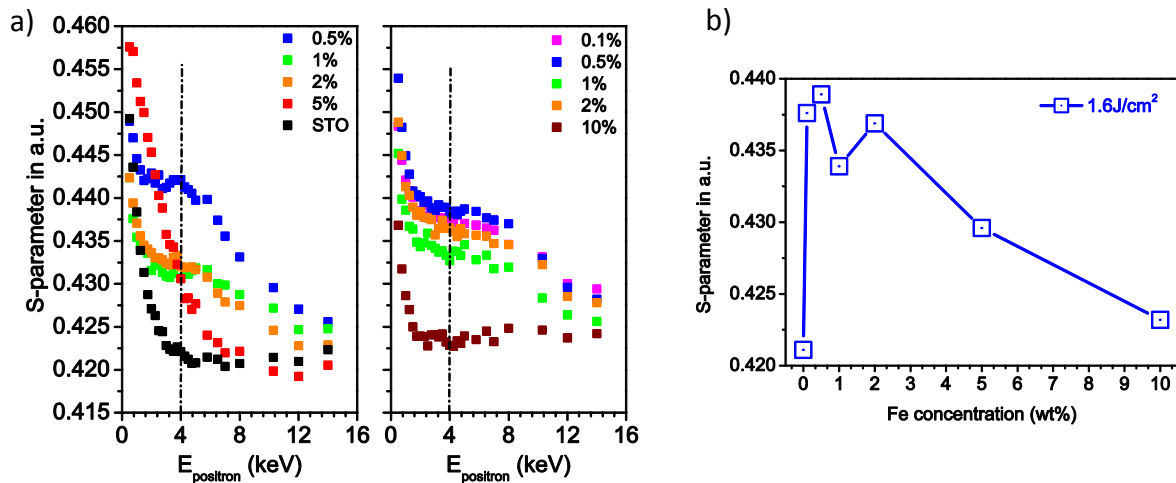 a)
S-parameter in a.u.
0.460
0.455
0.450
0.445
0.440
0.435
0.430
0.425
0.420
0.415
0.5%
1%
2%
5%
STO
0 4 8 12 16
E_positron (keV)
0.1%
0.5%
1%
2%
10%
0 4 8 12 16
E_positron (keV)
b)
S-parameter in a.u.
0.440
0.435
0.430
0.425
0.420
1.6J/cm²
0 1 2 3 4 5 6 7 8 9 10
Fe concentration (wt%)